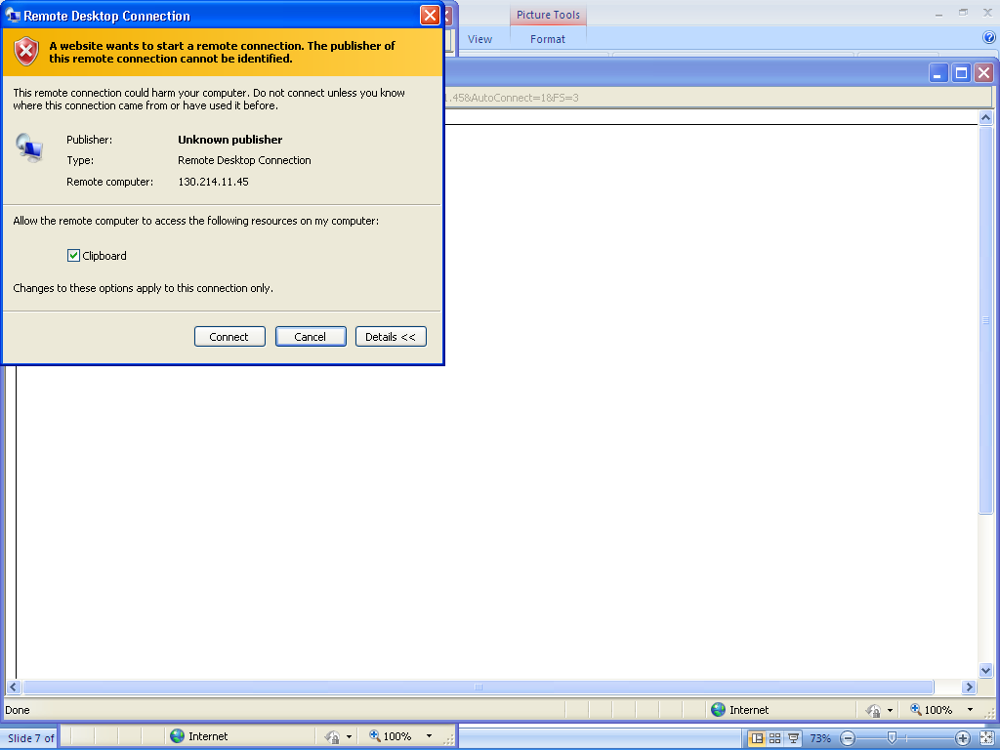 Remote Desktop Connection
A website wants to start a remote connection. The publisher of
this remote connection cannot be identified.
This remote connection could harm your computer. Do not connect unless you know
where this connection came from or have used it before.
Publisher: Unknown publisher
Type: Remote Desktop Connection
Remote computer: 130.214.11.45
Allow the remote computer to access the following resources on my computer:
Clipboard
Changes to these options apply to this connection only.
Connect Cancel Details <<
Picture Tools
View Format
1.45&AutoConnect=1&FS=3
Done Internet 100%
Slide 7 of Internet 100% 73%